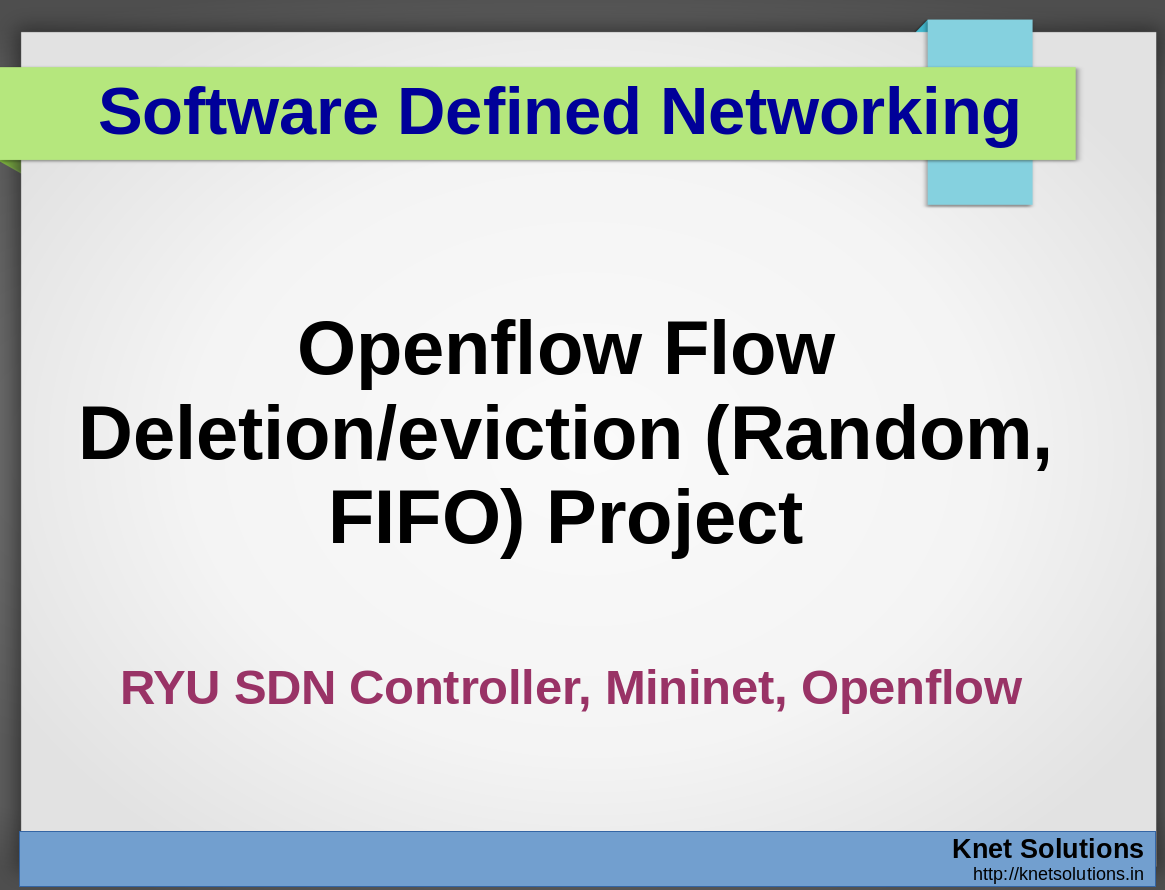 Software Defined Networking
Openflow Flow
Deletion/eviction (Random,
FIFO) Project
RYU SDN Controller, Mininet, Openflow
Knet Solutions
http://knetsolutions.in